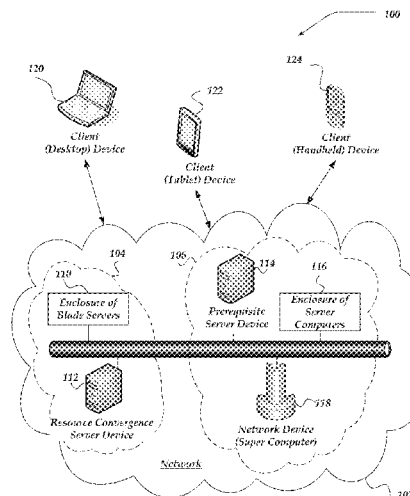 100
120
122
124
Client
(Desktop) Device
Client
(Tablet) Device
Client
(Handheld) Device
110
104
106
114
116
Enclosure of
Blade Servers
Prerequisite
Server Device
Enclosure of
Server
Computers
112
118
Resource Convergence
Server Device
Network Device
(Super Computer)
Network